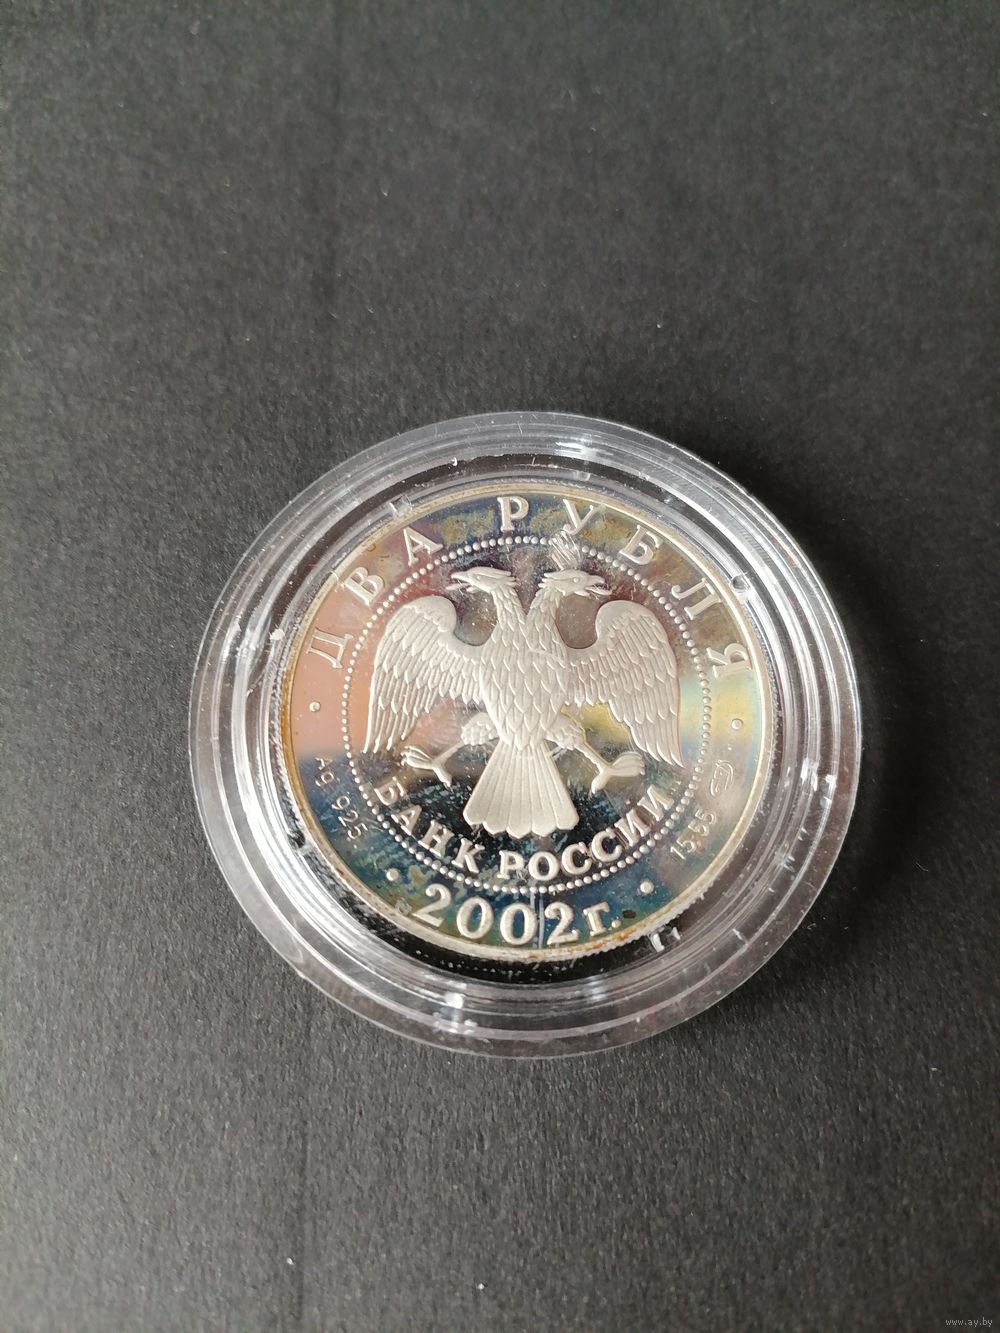 ДВА РУБЛЯ
БАНК РОССИИ
Ag 925
15,55
2002г.
www.ay.by